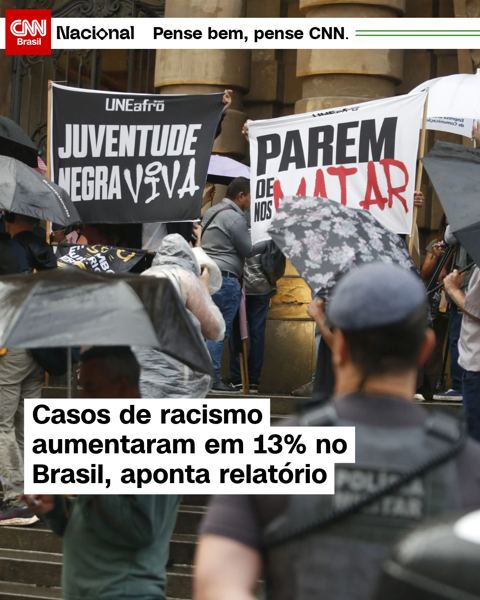 CNN
Brasil
Nacional
Pense bem, pense CNN.
UNEafro
JUVENTUDE
NEGRA VIVA
UNEafro
PAREM
DE NOS MATAR
Casos de racismo
aumentaram em 13% no
Brasil, aponta relatório
POLÍCIA
MILITAR